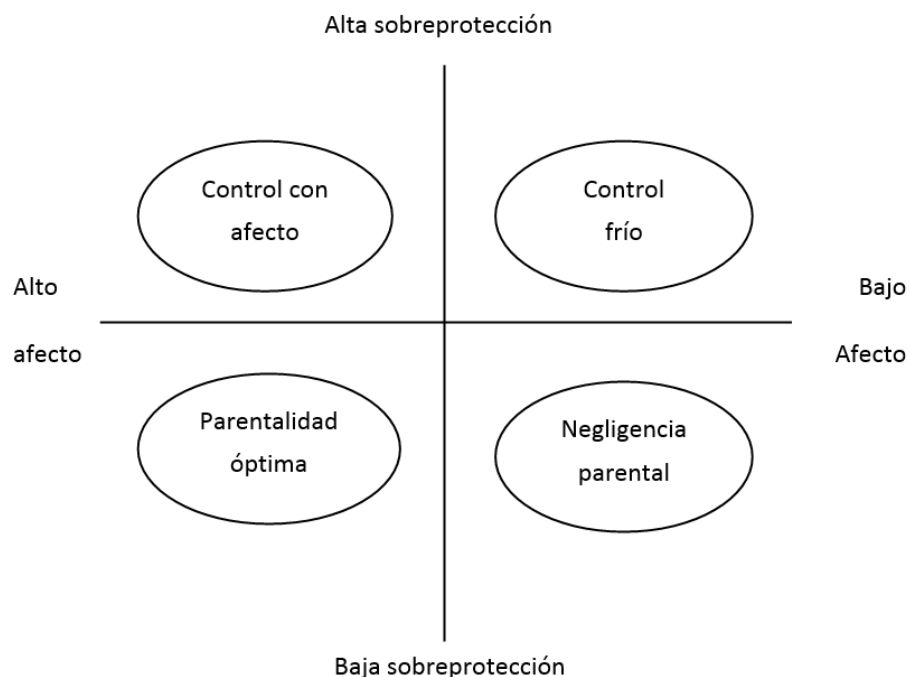 Alta sobreprotección
Control con
afecto
Control
frío
Alto
afecto
Bajo
Afecto
Parentalidad
óptima
Negligencia
parental
Baja sobreprotección